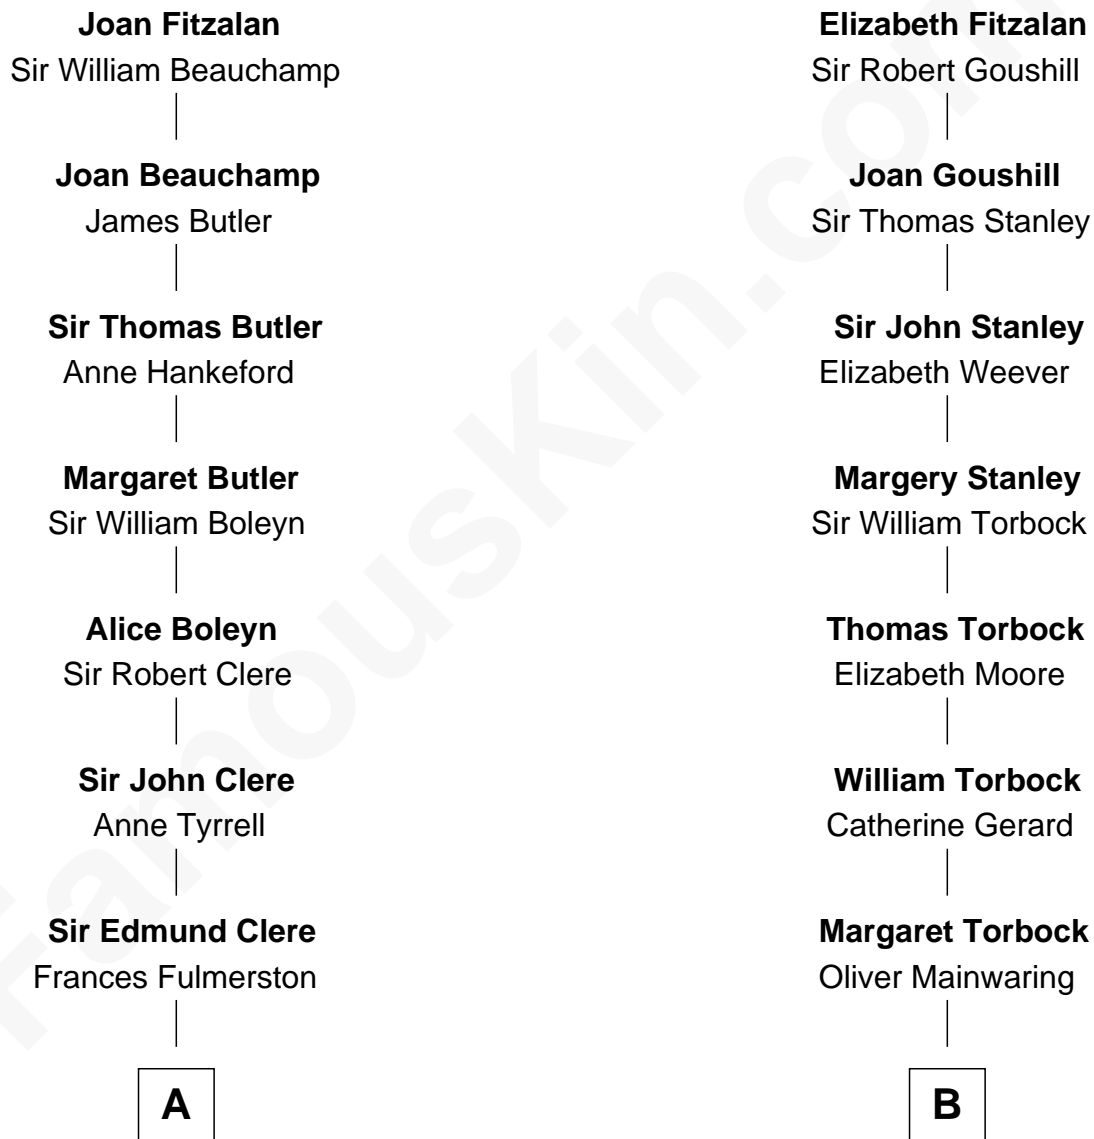 Joan Fitzalan
Sir William Beauchamp
Joan Beauchamp
James Butler
Sir Thomas Butler
Anne Hankeford
Margaret Butler
Sir William Boleyn
Alice Boleyn
Sir Robert Clere
Sir John Clere
Anne Tyrrell
Sir Edmund Clere
Frances Fulmerston
A
Elizabeth Fitzalan
Sir Robert Goushill
Joan Goushill
Sir Thomas Stanley
Sir John Stanley
Elizabeth Weever
Margery Stanley
Sir William Torbock
Thomas Torbock
Elizabeth Moore
William Torbock
Catherine Gerard
Margaret Torbock
Oliver Mainwaring
B
FamousKin.com